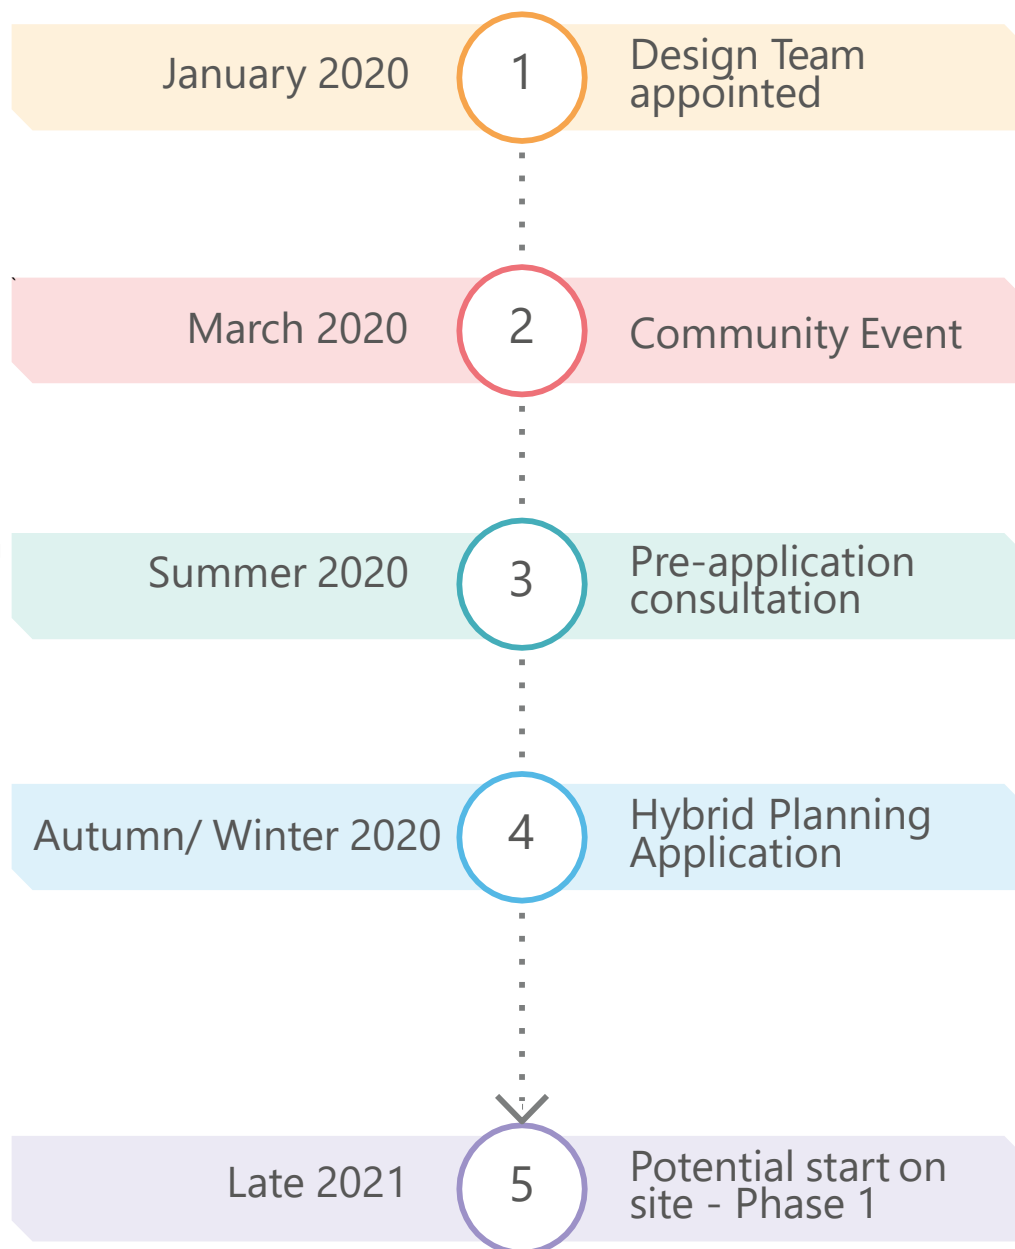 January 2020
1
Design Team
appointed
March 2020
2
Community Event
Summer 2020
3
Pre-application
consultation
Autumn/ Winter 2020
4
Hybrid Planning
Application
Late 2021
5
Potential start on
site - Phase 1